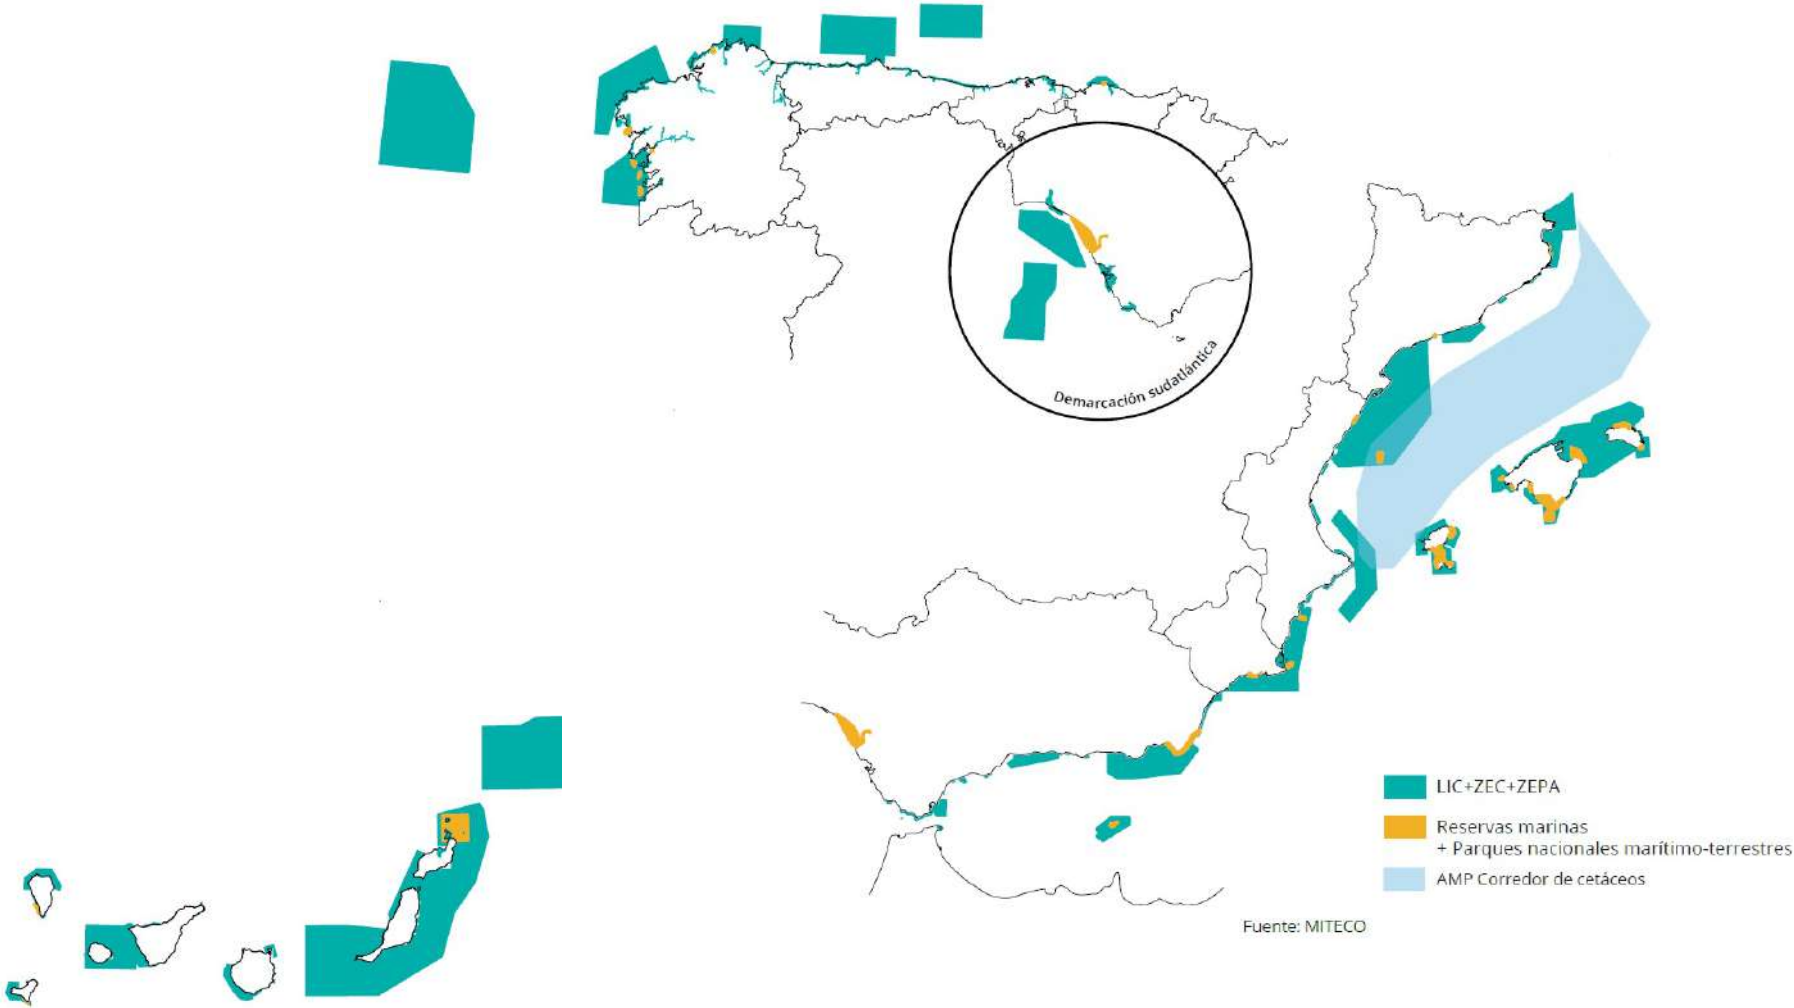 Demarcación sudatlántica
LIC+ZEC+ZEPA
Reservas marinas
+ Parques nacionales marítimo-terrestres
AMP Corredor de cetáceos
Fuente: MITECO